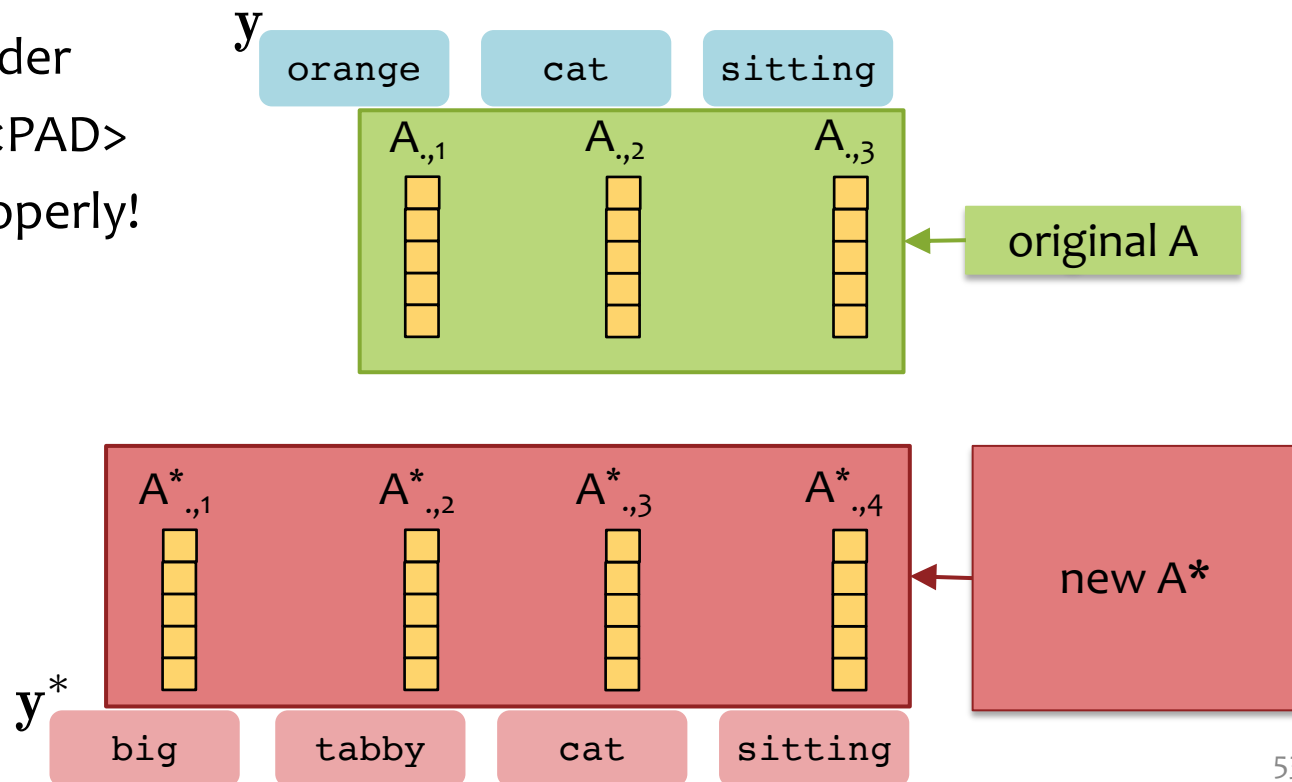 der
<PAD>
operly!
y
orange cat sitting
A.,1 A.,2 A.,3
original A
A*.,1 A*.,2 A*.,3 A*.,4
new A*
y*
big tabby cat sitting